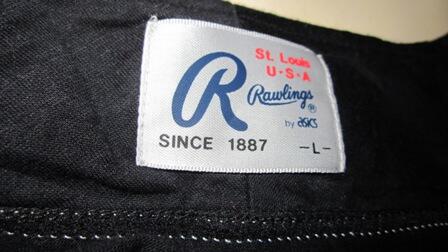 St. Louis
U·S·A
R
Rawlings®
by asics
SINCE 1887 -L-